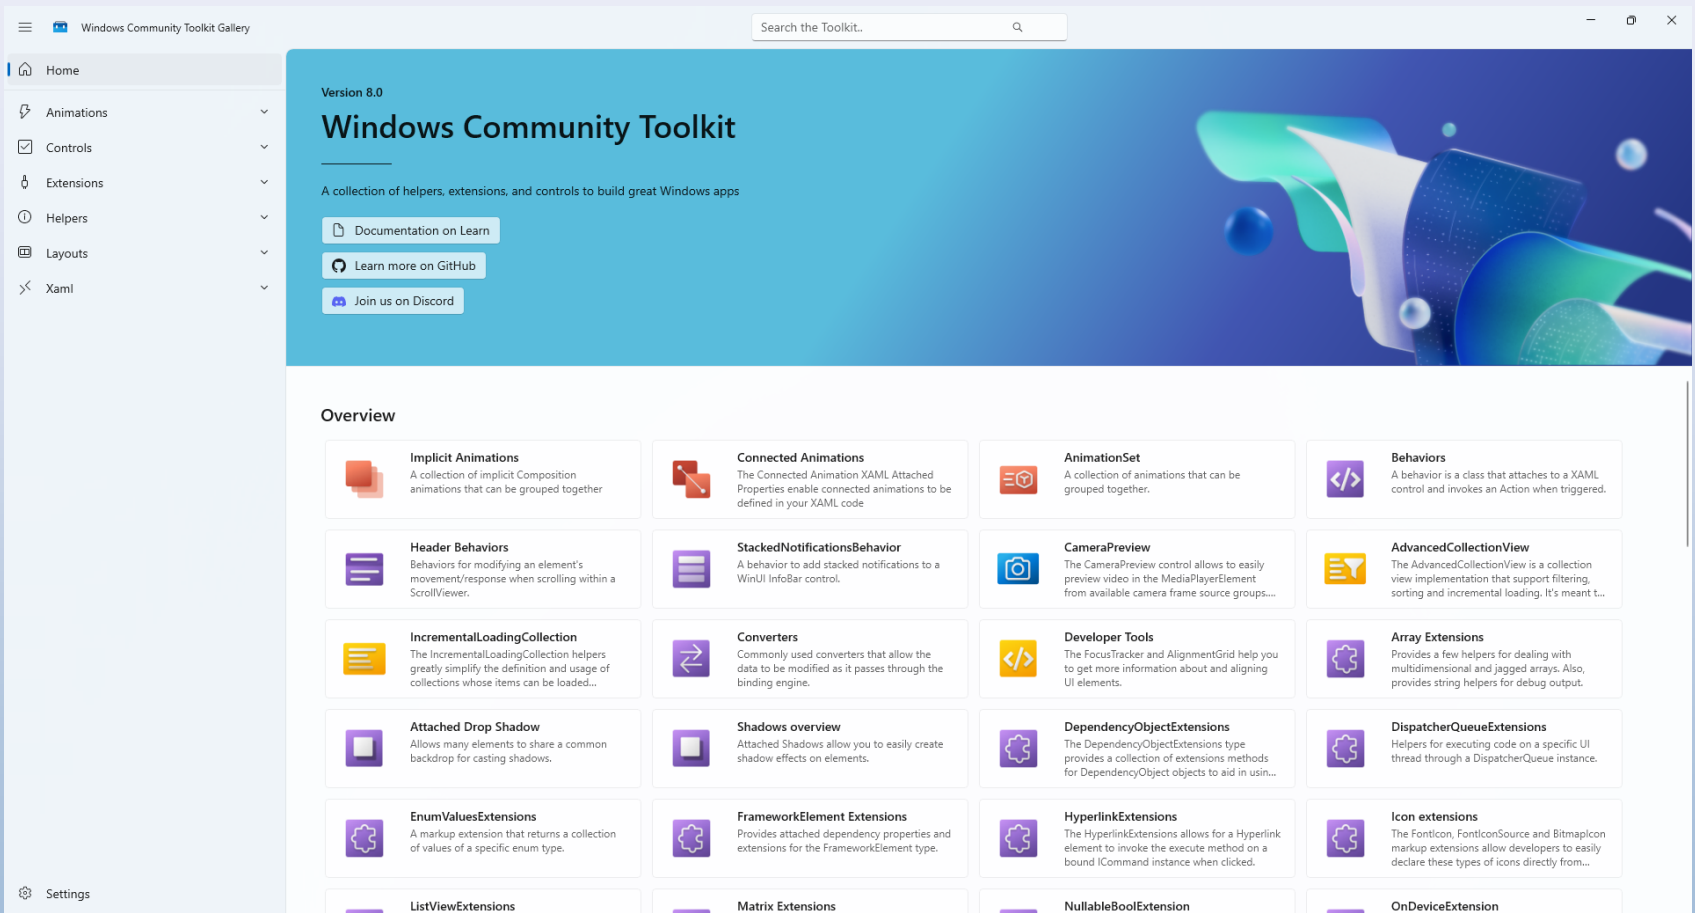 Windows Community Toolkit Gallery
Search the Toolkit..
Home
Animations
Controls
Extensions
Helpers
Layouts
Xaml
Settings
Version 8.0
Windows Community Toolkit
A collection of helpers, extensions, and controls to build great Windows apps
Documentation on Learn
Learn more on GitHub
Join us on Discord
Overview
Implicit Animations
A collection of implicit Composition
animations that can be grouped together
Connected Animations
The Connected Animation XAML Attached
Properties enable connected animations to be
defined in your XAML code
AnimationSet
A collection of animations that can be
grouped together.
Behaviors
A behavior is a class that attaches to a XAML
control and invokes an Action when triggered.
Header Behaviors
Behaviors for modifying an element's
movement/response when scrolling within a
ScrollViewer.
StackedNotificationsBehavior
A behavior to add stacked notifications to a
WinUI InfoBar control.
CameraPreview
The CameraPreview control allows to easily
preview video in the MediaPlayerElement
from available camera frame source groups....
AdvancedCollectionView
The AdvancedCollectionView is a collection
view implementation that support filtering,
sorting and incremental loading. It's meant t...
IncrementalLoadingCollection
The IncrementalLoadingCollection helpers
greatly simplify the definition and usage of
collections whose items can be loaded...
Converters
Commonly used converters that allow the
data to be modified as it passes through the
binding engine.
Developer Tools
The FocusTracker and AlignmentGrid help you
to get more information about and aligning
UI elements.
Array Extensions
Provides a few helpers for dealing with
multidimensional and jagged arrays. Also,
provides string helpers for debug output.
Attached Drop Shadow
Allows many elements to share a common
backdrop for casting shadows.
Shadows overview
Attached Shadows allow you to easily create
shadow effects on elements.
DependencyObjectExtensions
The DependencyObjectExtensions type
provides a collection of extensions methods
for DependencyObject objects to aid in usin...
DispatcherQueueExtensions
Helpers for executing code on a specific UI
thread through a DispatcherQueue instance.
EnumValuesExtensions
A markup extension that returns a collection
of values of a specific enum type.
FrameworkElement Extensions
Provides attached dependency properties and
extensions for the FrameworkElement type.
HyperlinkExtensions
The HyperlinkExtensions allows for a Hyperlink
element to invoke the execute method on a
bound ICommand instance when clicked.
Icon extensions
The FontIcon, FontIconSource and BitmapIcon
markup extensions allow developers to easily
declare these types of icons directly from...
ListViewExtensions
Matrix Extensions
NullableBoolExtension
OnDeviceExtension